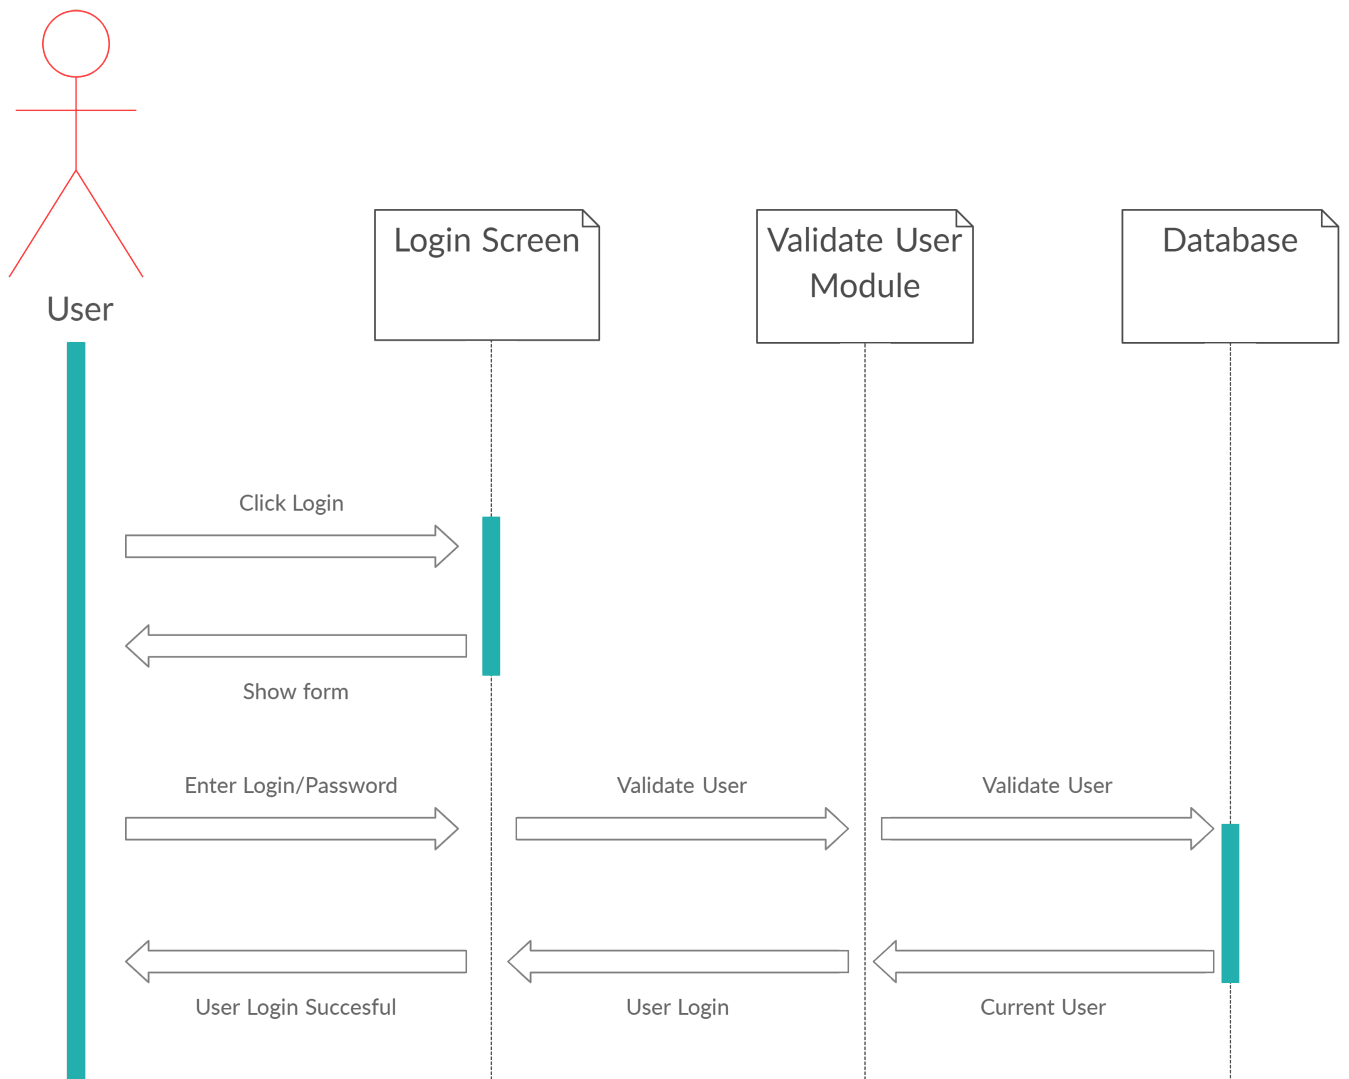 Login Screen
Validate User
Module
Database
User
Click Login
Show form
Enter Login/Password
Validate User
Validate User
User Login Succesful
User Login
Current User